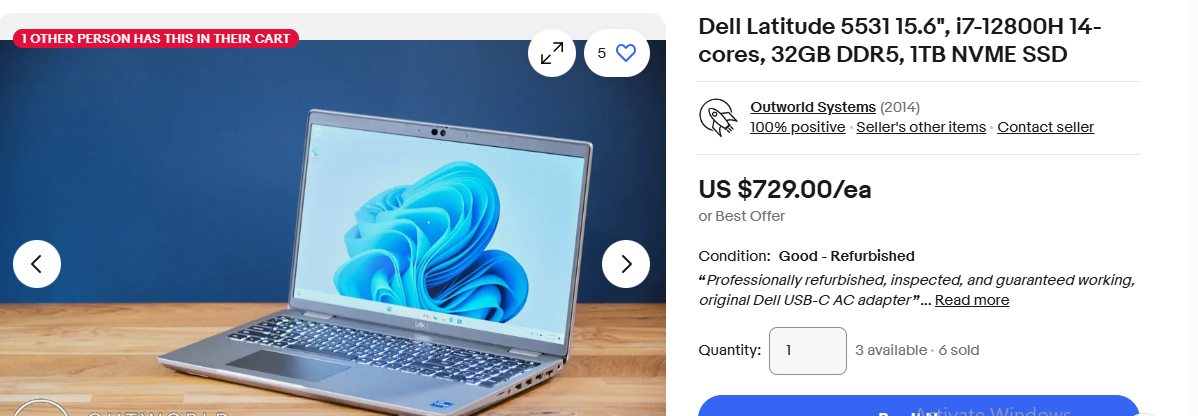 1 OTHER PERSON HAS THIS IN THEIR CART
5
Dell Latitude 5531 15.6", i7-12800H 14-
cores, 32GB DDR5, 1TB NVME SSD
Outworld Systems (2014)
100% positive · Seller's other items · Contact seller
US $729.00/ea
or Best Offer
Condition: Good - Refurbished
“Professionally refurbished, inspected, and guaranteed working,
original Dell USB-C AC adapter”... Read more
Quantity: 1 3 available · 6 sold
DELL
OUTWORLD
Activate Windows